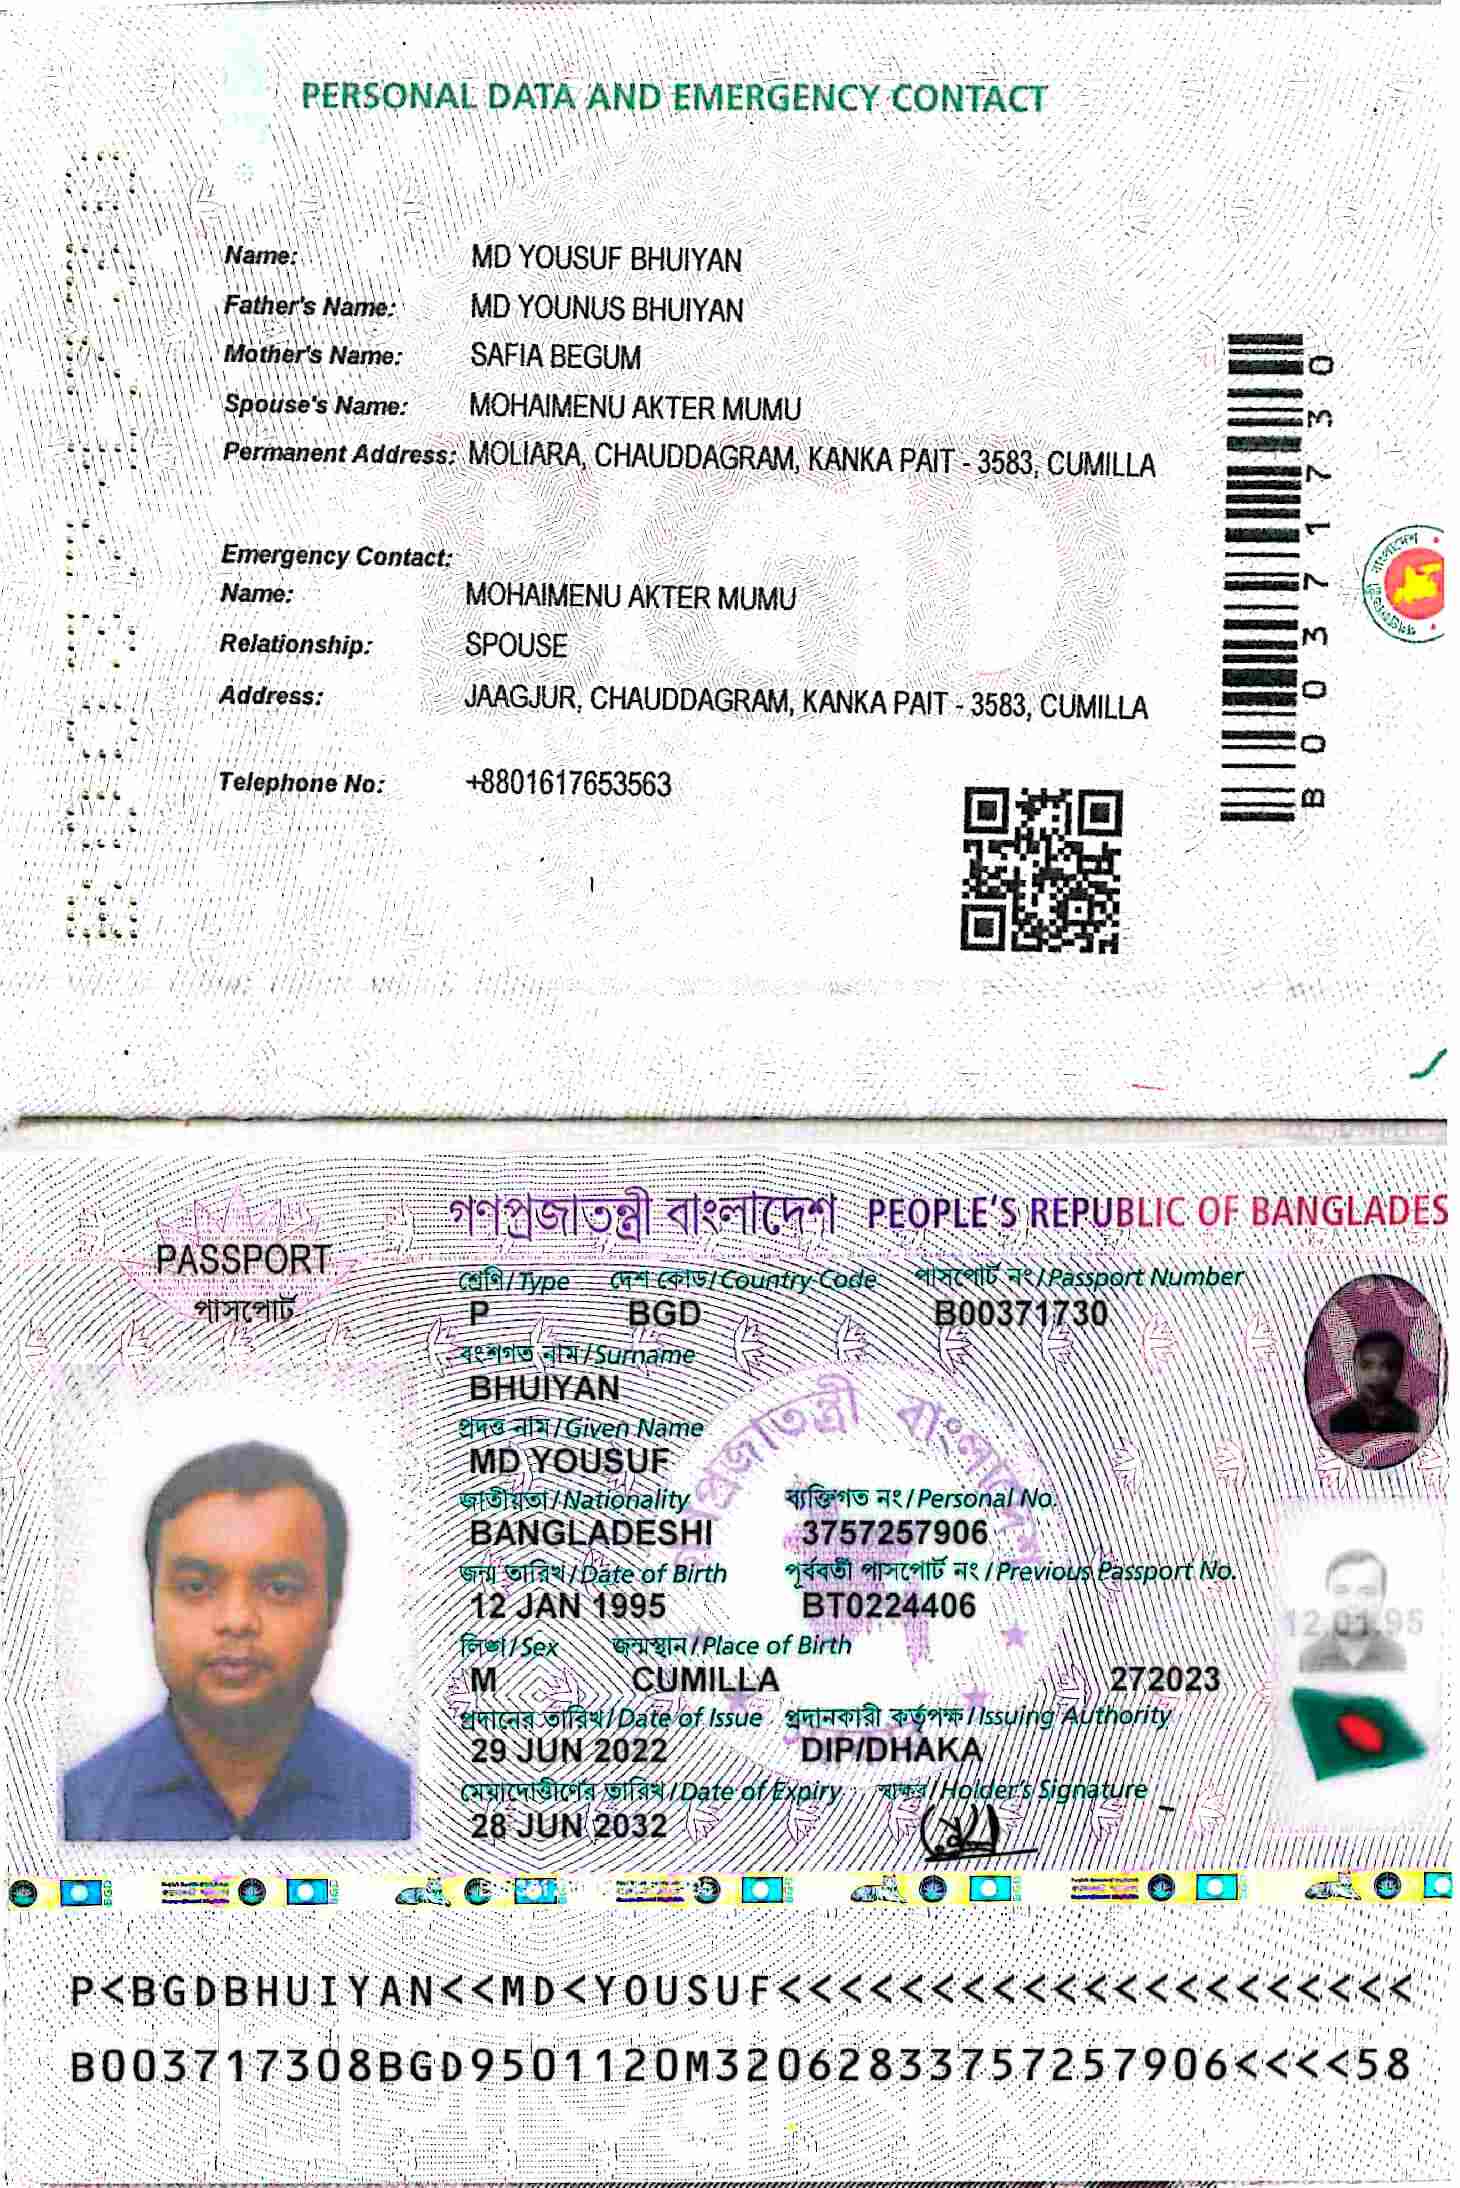 PERSONAL DATA AND EMERGENCY CONTACT
Name: MD YOUSUF BHUIYAN
Father's Name: MD YOUNUS BHUIYAN
Mother's Name: SAFIA BEGUM
Spouse's Name: MOHAIMENU AKTER MUMU
Permanent Address: MOLIARA, CHAUDDAGRAM, KANKA PAIT - 3583, CUMILLA
Emergency Contact:
Name: MOHAIMENU AKTER MUMU
Relationship: SPOUSE
Address: JAAGJUR, CHAUDDAGRAM, KANKA PAIT - 3583, CUMILLA
Telephone No: +8801617653563
B00371730
গণপ্রজাতন্ত্রী বাংলাদেশ PEOPLE'S REPUBLIC OF BANGLADES
PASSPORT
পাসপোর্ট
শ্রেণি/Type দেশ কোড/Country Code পাসপোর্ট নং/Passport Number
P BGD B00371730
বংশগত নাম/Surname
BHUIYAN
প্রদত্ত নাম/Given Name
MD YOUSUF
জাতীয়তা/Nationality ব্যক্তিগত নং/Personal No.
BANGLADESHI 3757257906
জন্ম তারিখ/Date of Birth পূর্ববর্তী পাসপোর্ট নং/Previous Passport No.
12 JAN 1995 BT0224406
লিঙ্গ/Sex জন্মস্থান/Place of Birth
M CUMILLA 272023
প্রদানের তারিখ/Date of Issue প্রদানকারী কর্তৃপক্ষ/Issuing Authority
29 JUN 2022 DIP/DHAKA
মেয়াদোত্তীর্ণের তারিখ/Date of Expiry স্বাক্ষর/Holder's Signature
28 JUN 2032
12.01.95
P<BGDBHUIYAN<<MD<YOUSUF<<<<<<<<<<<<<<<<<<<<<
B003717308BGD9501120M32062833757257906<<<<58